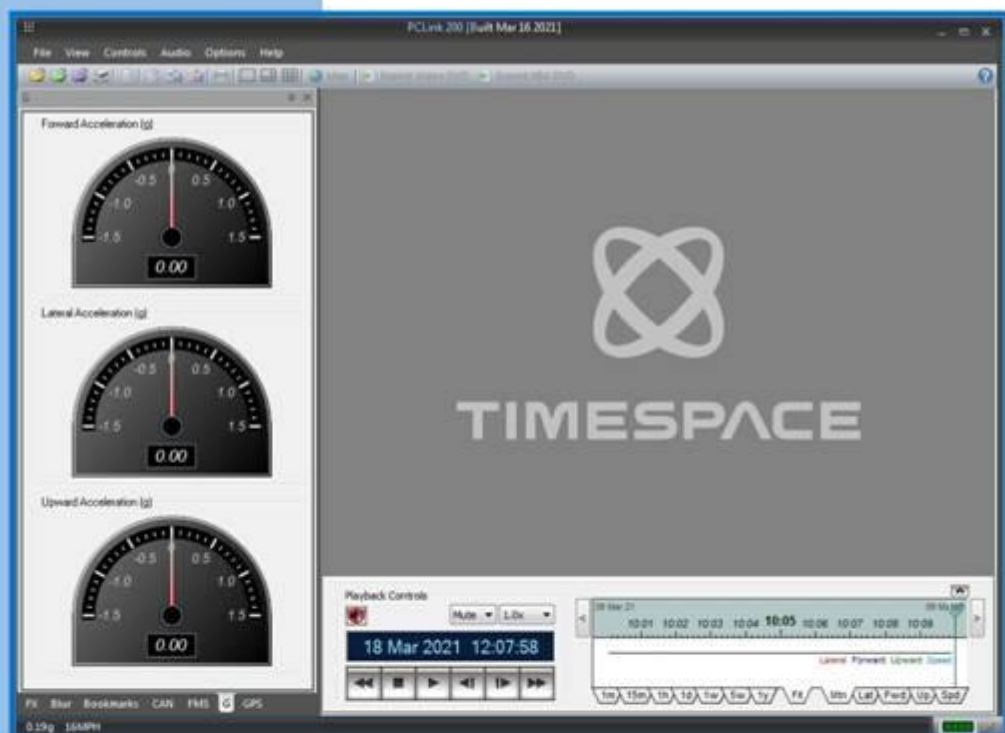 PCLink 200 [Built Mar 16 2021]
File View Controls Audio Options Help
Map
Forward Acceleration (g)
-1.5 -1.0 -0.5 0 0.5 1.0 1.5
0.00
Lateral Acceleration (g)
-1.5 -1.0 -0.5 0 0.5 1.0 1.5
0.00
Upward Acceleration (g)
-1.5 -1.0 -0.5 0 0.5 1.0 1.5
0.00
TIMESPACE
Playback Controls
Mute 1.0x
18 Mar 2021 12:07:58
10:01 10:02 10:03 10:04 10:05 10:06 10:07 10:08 10:09
Lateral Forward Upward Speed
1m 15m 1h 1d 1w 5w 1y Fit Mtn Lat Fwd Up Spd
FX Blur Bookmarks CAN FMS G GPS
0.19g 16MPH